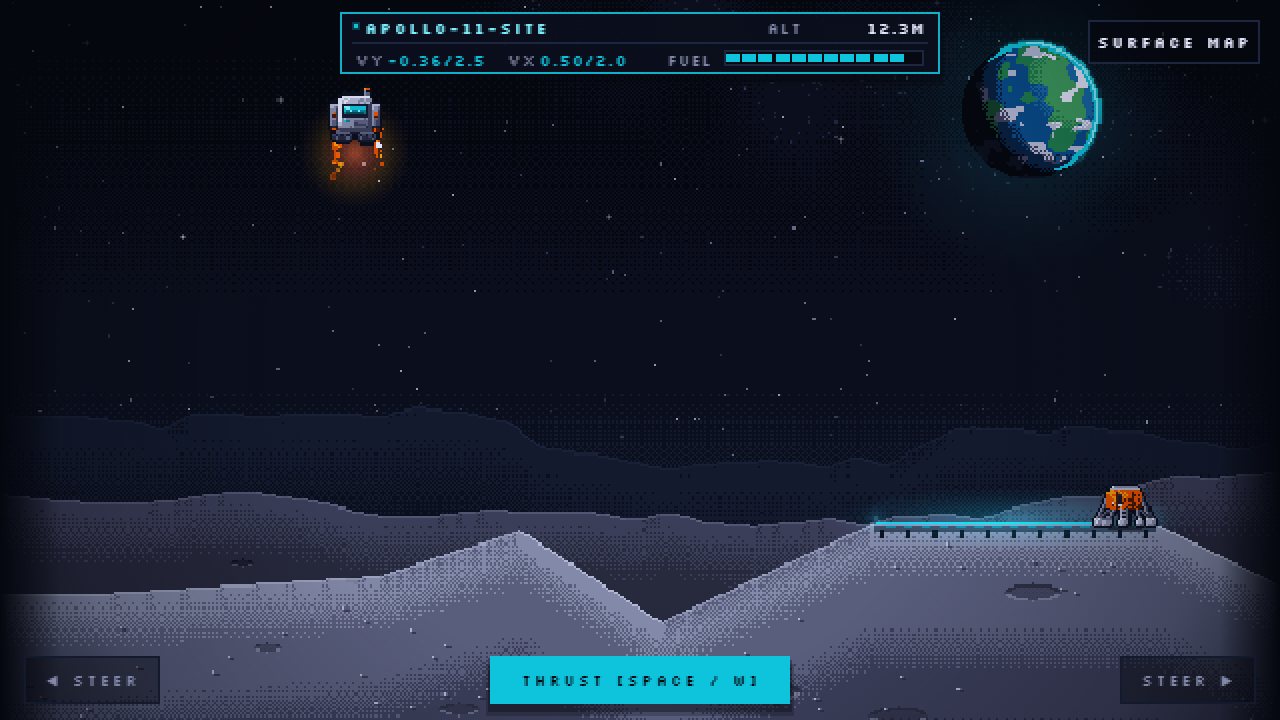 APOLLO-11-SITE ALT 12.3M
VY -0.36/2.5 VX 0.50/2.0 FUEL
SURFACE MAP
◀ STEER
THRUST [SPACE / W]
STEER ▶